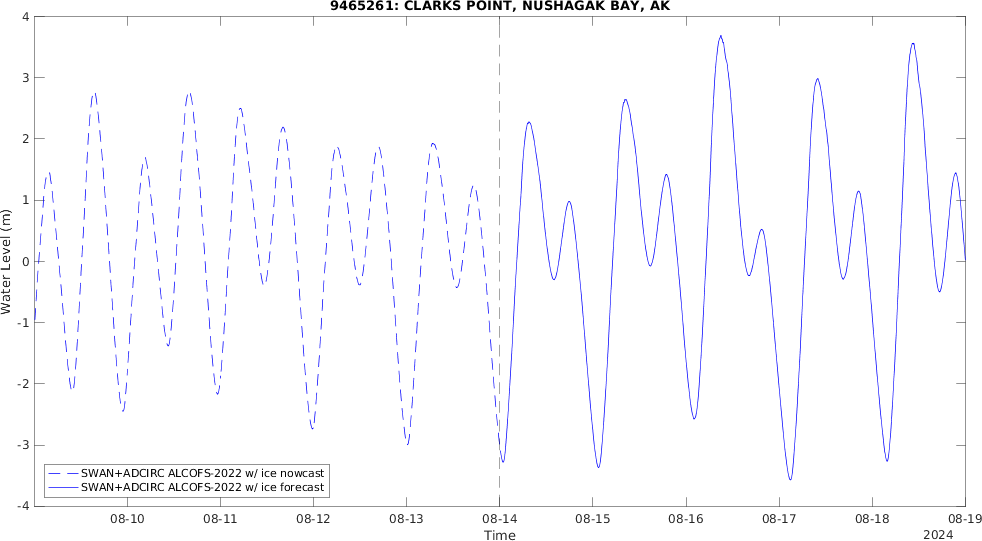 9465261: CLARKS POINT, NUSHAGAK BAY, AK
4
3
2
1
0
-1
-2
-3
-4
Water Level (m)
SWAN+ADCIRC ALCOFS-2022 w/ ice nowcast
SWAN+ADCIRC ALCOFS-2022 w/ ice forecast
08-10 08-11 08-12 08-13 08-14 08-15 08-16 08-17 08-18 08-19
Time
2024